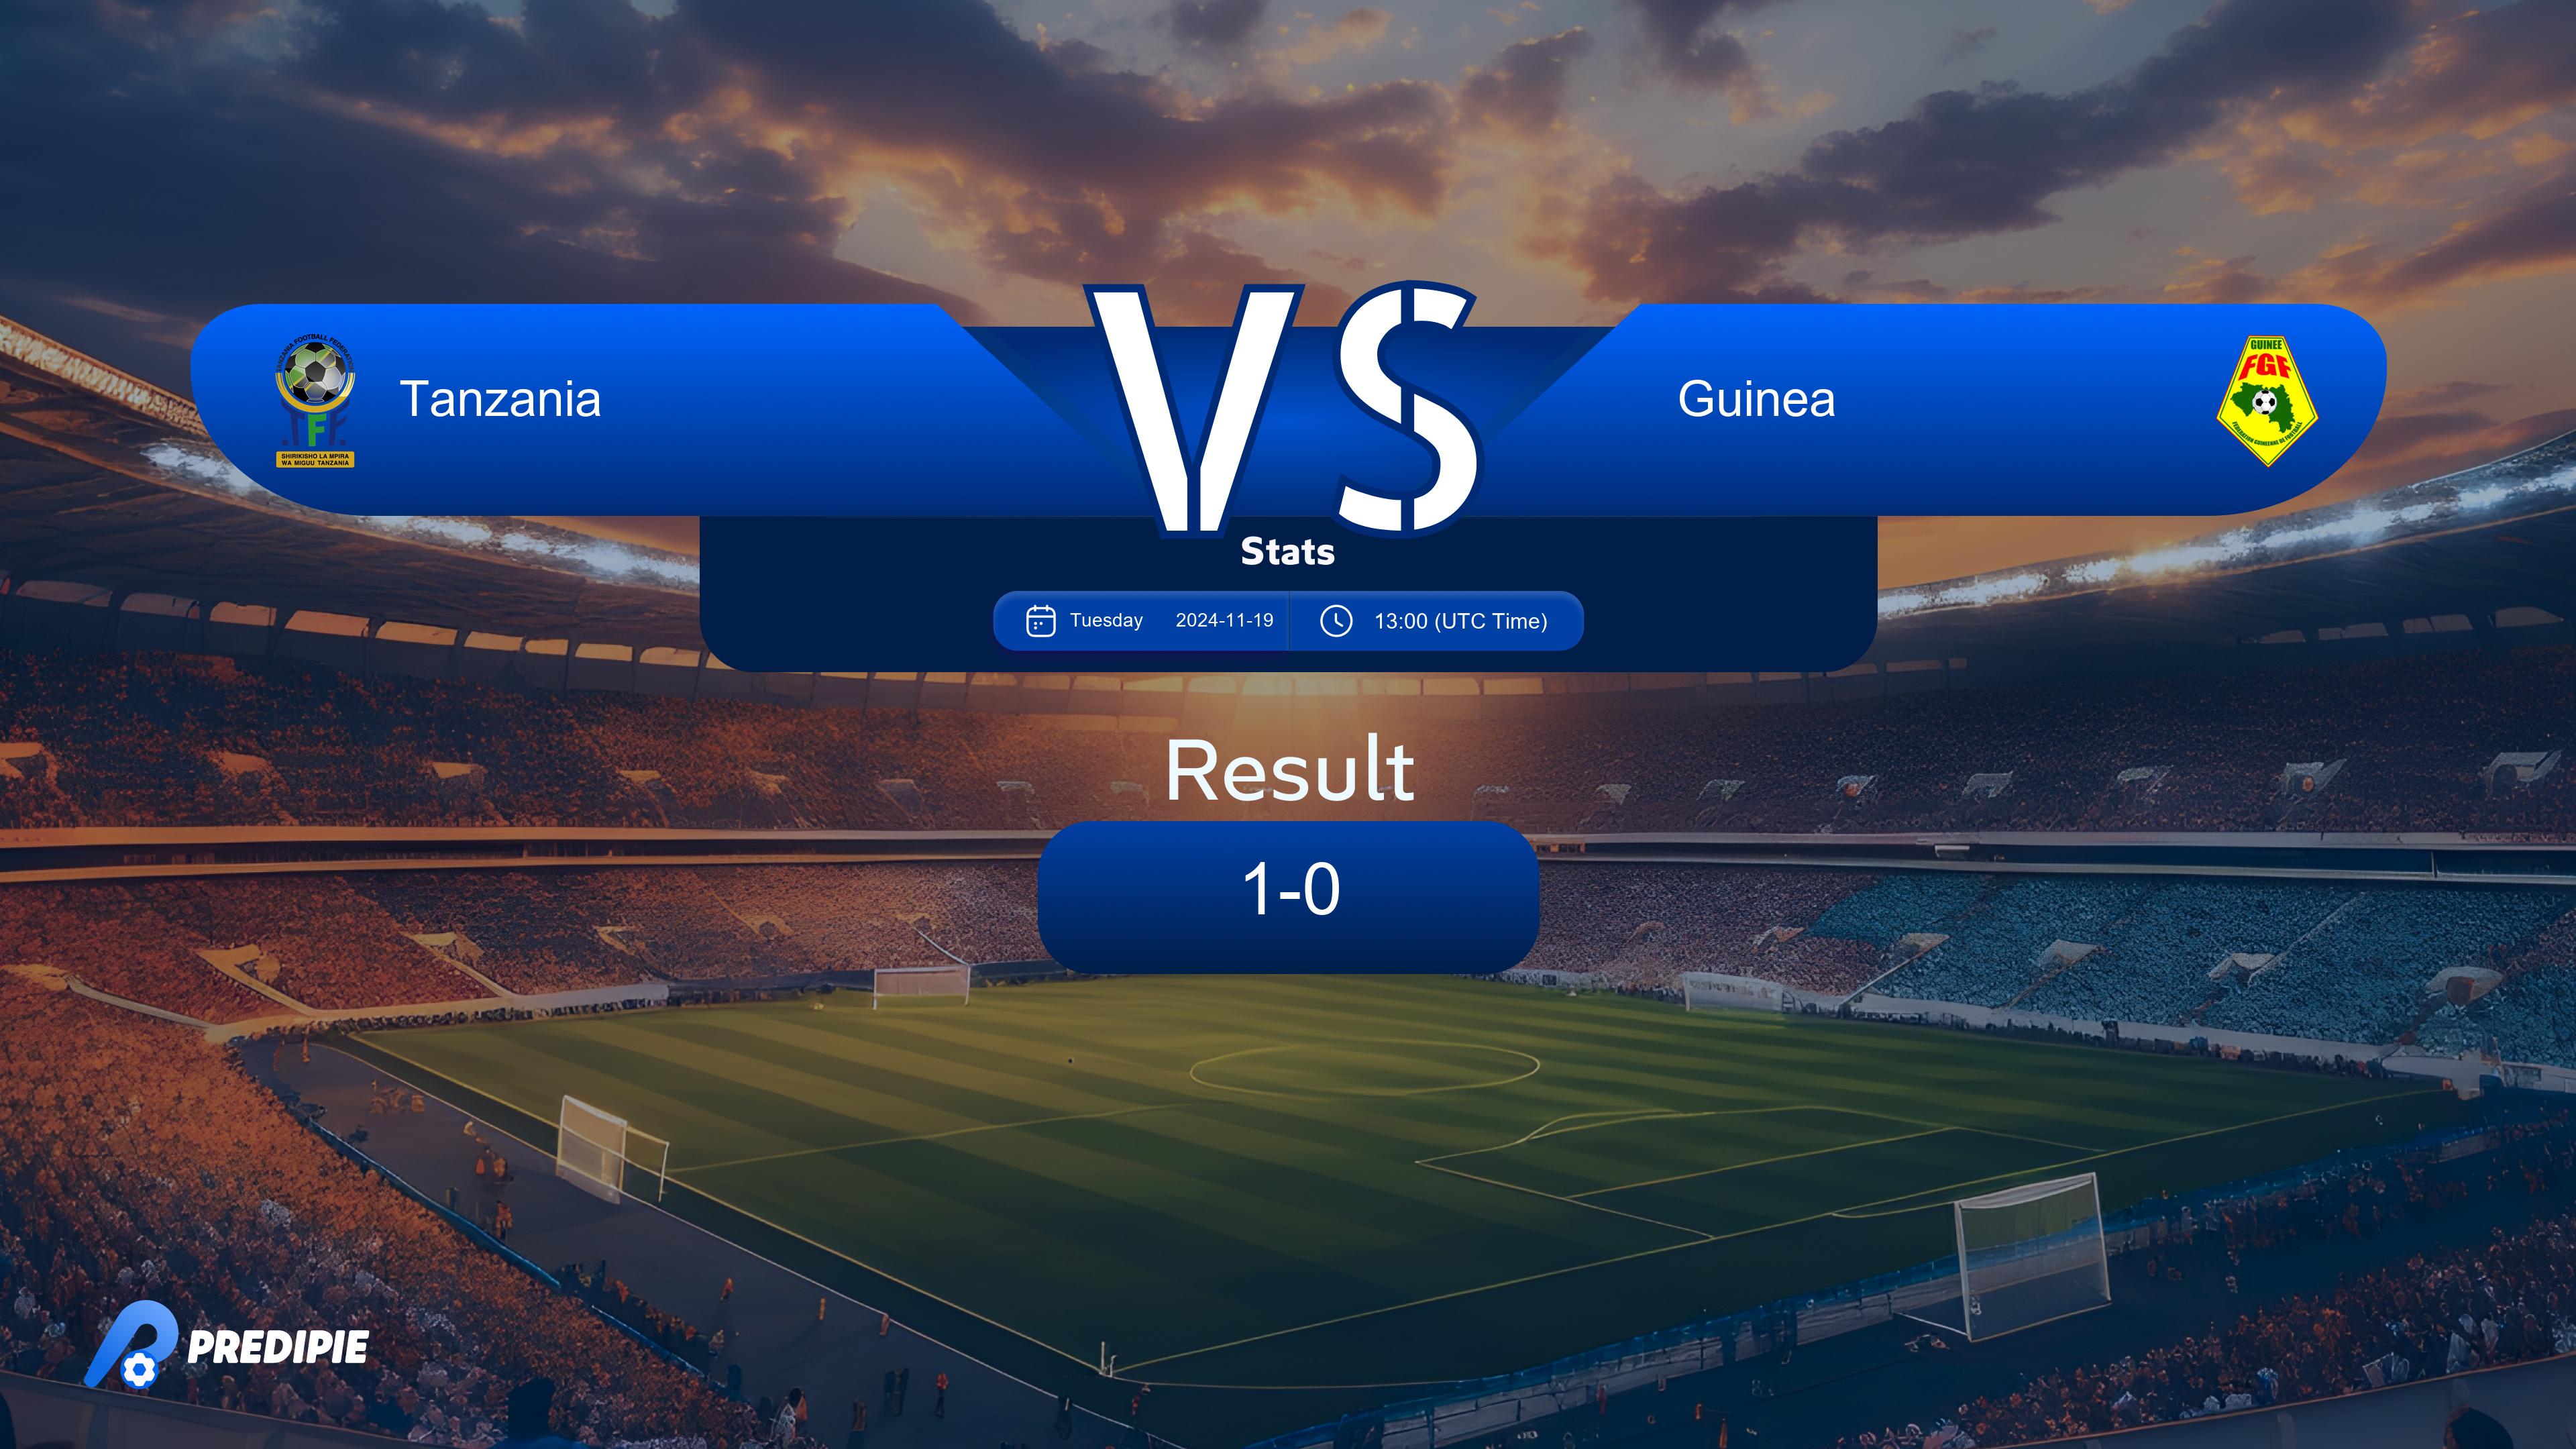 VS
TANZANIA FOOTBALL FEDERATION
TFF
SHIRIKISHO LA MPIRA
WA MIGUU TANZANIA
Tanzania
Guinea
GUINEE
FGF
FEDERATION GUINEENNE DE FOOTBALL
Stats
Tuesday 2024-11-19 13:00 (UTC Time)
Result
1-0
PREDIPIE